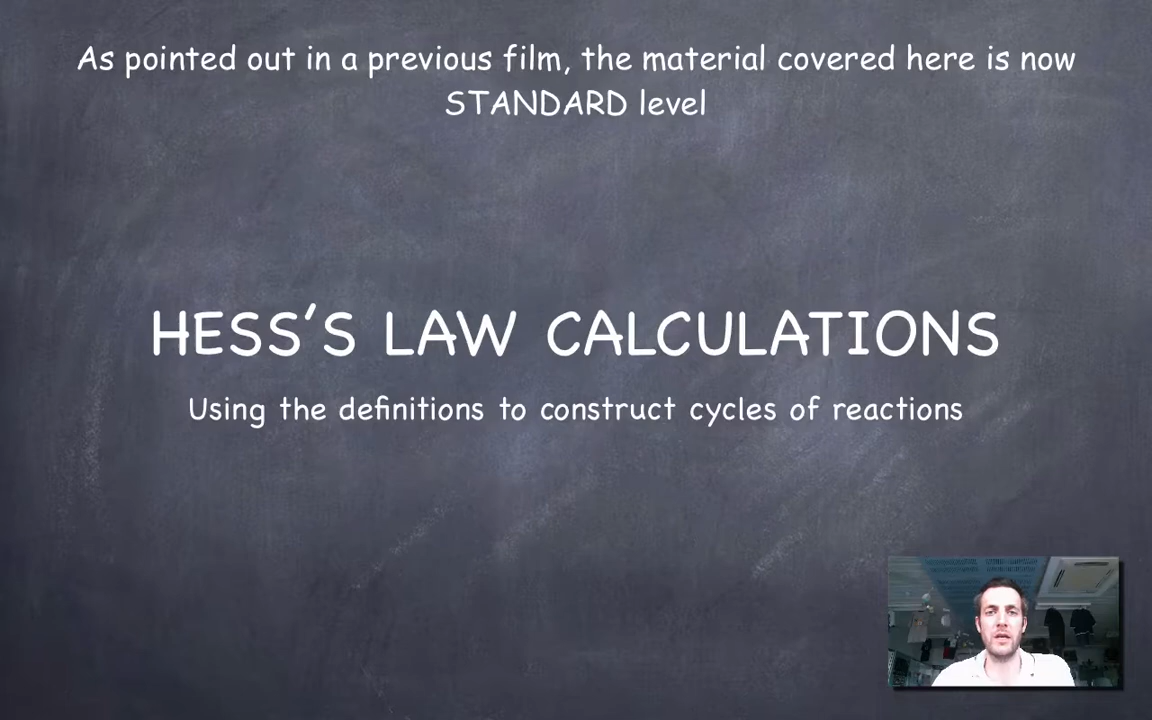 As pointed out in a previous film, the material covered here is now
STANDARD level
HESS'S LAW CALCULATIONS
Using the definitions to construct cycles of reactions